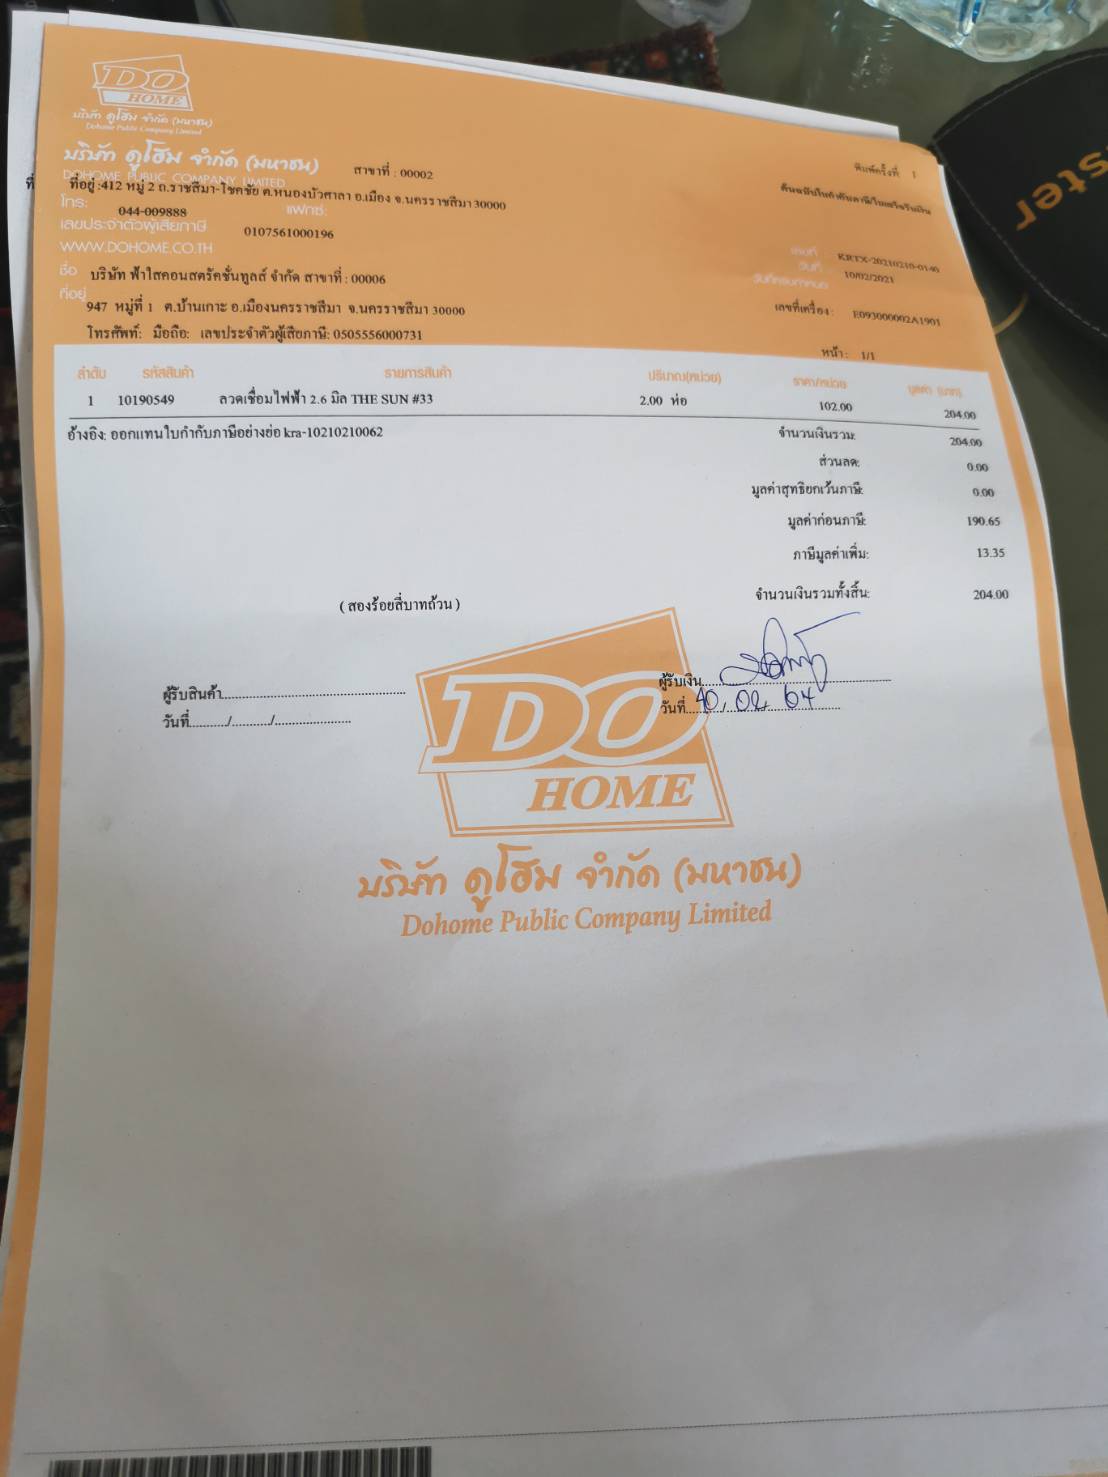 DO
HOME
บริษัท ดูโฮม จำกัด (มหาชน)
Dohome Public Company Limited
บริษัท ดูโฮม จำกัด (มหาชน)
สาขาที่ : 00002
พิมพ์ครั้งที่ 1
DOHOME PUBLIC COMPANY LIMITED
ที่อยู่ :412 หมู่ 2 ถ.ราชสีมา-โชคชัย ต.หนองบัวศาลา อ.เมือง จ.นครราชสีมา 30000
ต้นฉบับใบกำกับภาษี/ใบเสร็จรับเงิน
โทร: 044-009888 แฟกซ์:
เลขประจำตัวผู้เสียภาษี 0107561000196
WWW.DOHOME.CO.TH
เลขที่ KRTX-20210210-0140
วันที่ 10/02/2021
วันที่ครบกำหนด
ชื่อ บริษัท ฟ้าใสคอนสตรัคชั่นทูลส์ จำกัด สาขาที่ : 00006
ที่อยู่ 947 หมู่ที่ 1 ต.บ้านเกาะ อ.เมืองนครราชสีมา จ.นครราชสีมา 30000
เลขที่เครื่อง : E093000002A1901
โทรศัพท์: มือถือ: เลขประจำตัวผู้เสียภาษี: 0505556000731
หน้า : 1/1
ลำดับ รหัสสินค้า รายการสินค้า ปริมาณ(หน่วย) ราคา/หน่วย มูลค่า (บาท)
1 10190549 ลวดเชื่อมไฟฟ้า 2.6 มิล THE SUN #33 2.00 ห่อ 102.00 204.00
อ้างอิง: ออกแทนใบกำกับภาษีอย่างย่อ kra-10210210062
จำนวนเงินรวม: 204.00
ส่วนลด: 0.00
มูลค่าสุทธิยกเว้นภาษี: 0.00
มูลค่าก่อนภาษี: 190.65
ภาษีมูลค่าเพิ่ม: 13.35
( สองร้อยสี่บาทถ้วน )
จำนวนเงินรวมทั้งสิ้น: 204.00
ผู้รับสินค้า
ผู้รับเงิน
วันที่........../........../....................
วันที่ 10, 02, 64
DO
HOME
บริษัท ดูโฮม จำกัด (มหาชน)
Dohome Public Company Limited